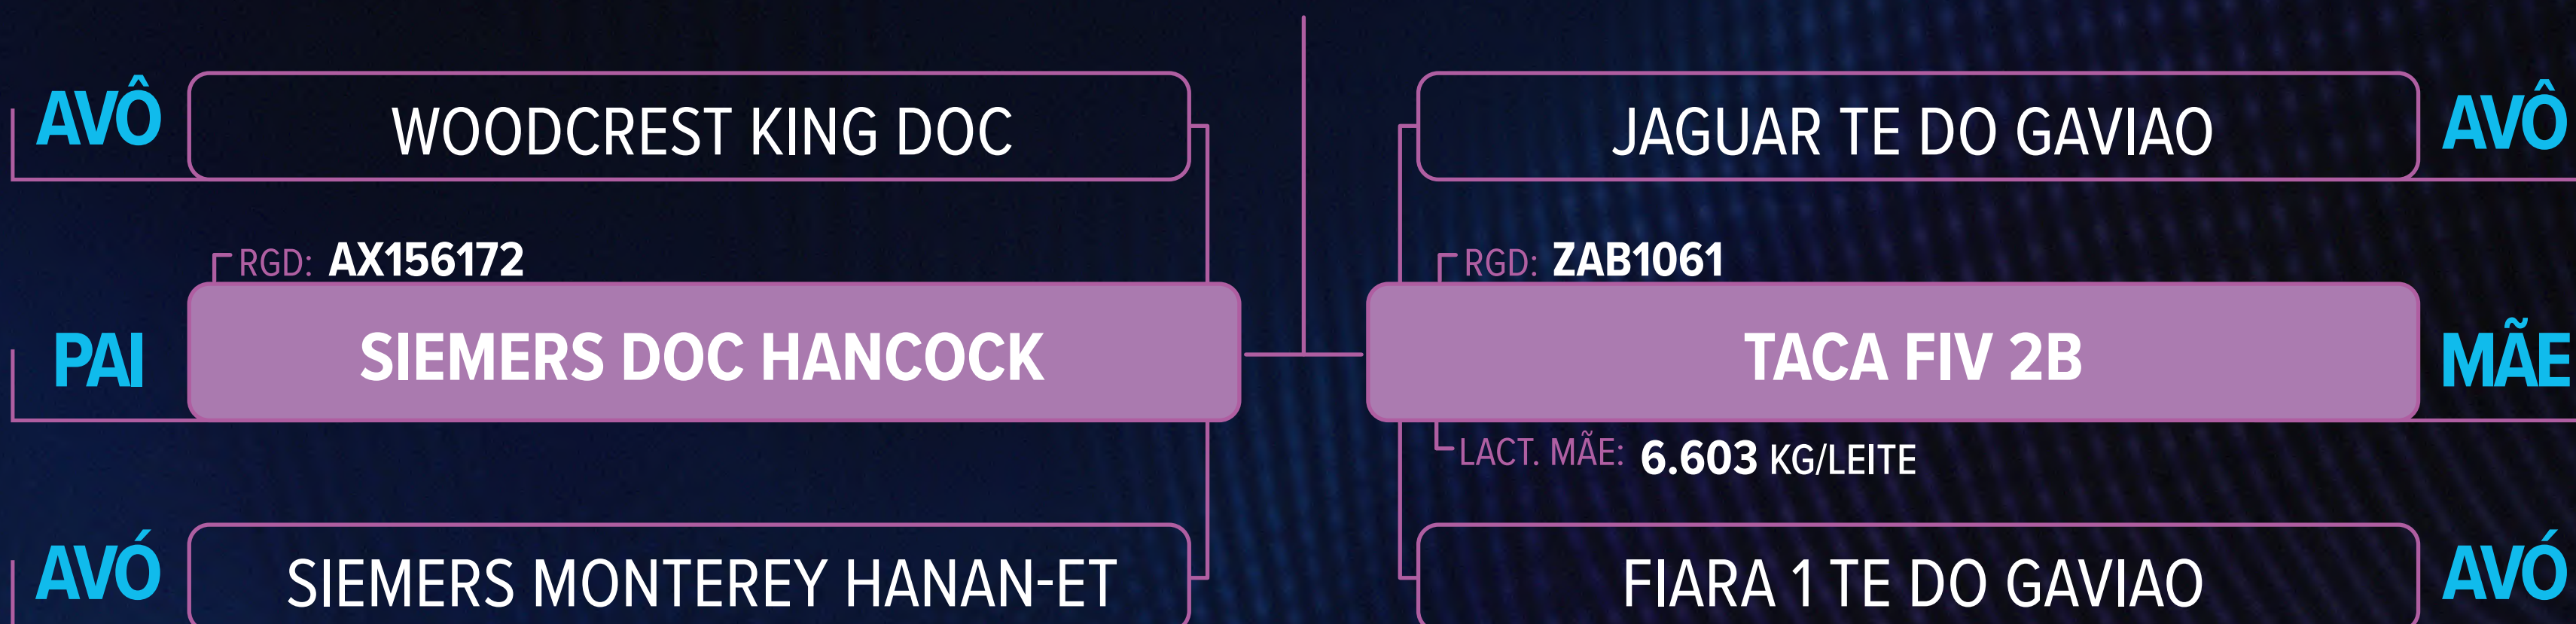 AVÔ WOODCREST KING DOC
JAGUAR TE DO GAVIAO AVÔ
RGD: AX156172
RGD: ZAB1061
PAI SIEMERS DOC HANCOCK
TACA FIV 2B MÃE
LACT. MÃE: 6.603 KG/LEITE
AVÓ SIEMERS MONTEREY HANAN-ET
FIARA 1 TE DO GAVIAO AVÓ